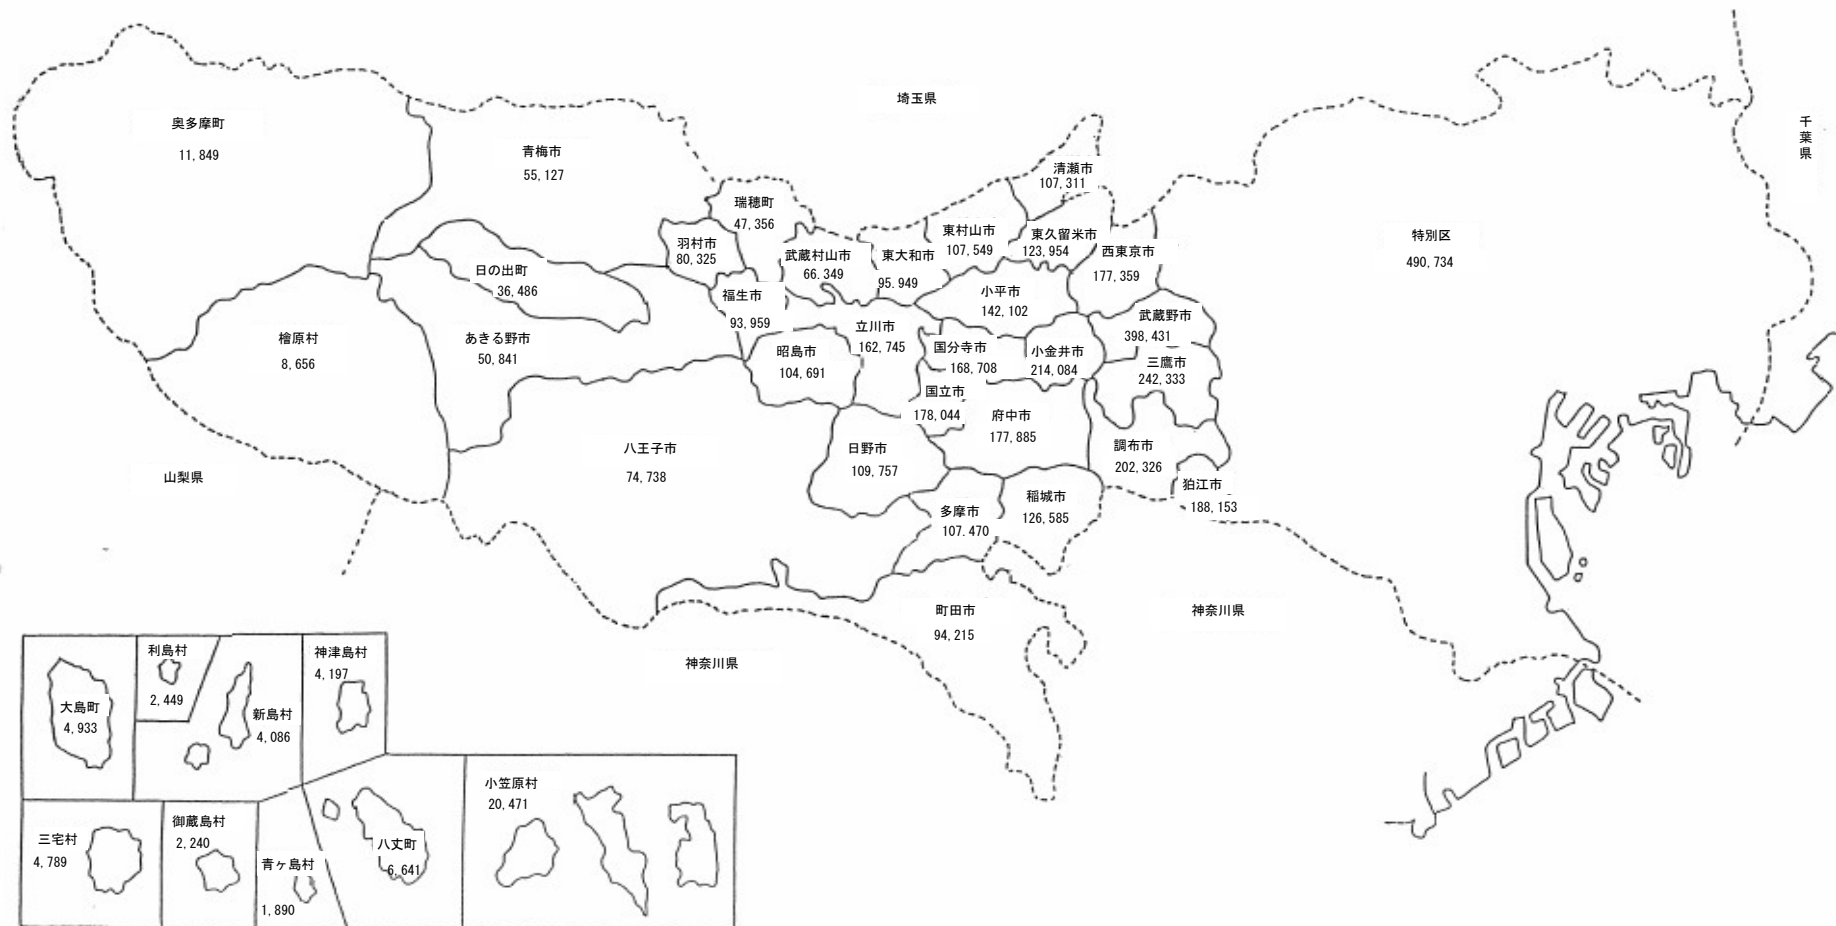 埼玉県
千葉県
奥多摩町
11,849
青梅市
55,127
清瀬市
107,311
瑞穂町
47,356
羽村市
80,325
武蔵村山市
66.349
東大和市
95.949
東村山市
107,549
東久留米市
123,954
西東京市
177,359
特別区
490,734
日の出町
36,486
福生市
93,959
小平市
142,102
武蔵野市
398,431
檜原村
8,656
あきる野市
50,841
立川市
162,745
昭島市
104,691
国分寺市
168,708
小金井市
214,084
三鷹市
242,333
国立市
178,044
府中市
177,885
八王子市
74,738
日野市
109,757
調布市
202,326
山梨県
狛江市
188,153
多摩市
107.470
稲城市
126,585
町田市
94,215
神奈川県
神奈川県
利島村
2,449
神津島村
4,197
大島町
4,933
新島村
4,086
小笠原村
20,471
三宅村
4,789
御蔵島村
2,240
青ヶ島村
1,890
八丈町
6,641